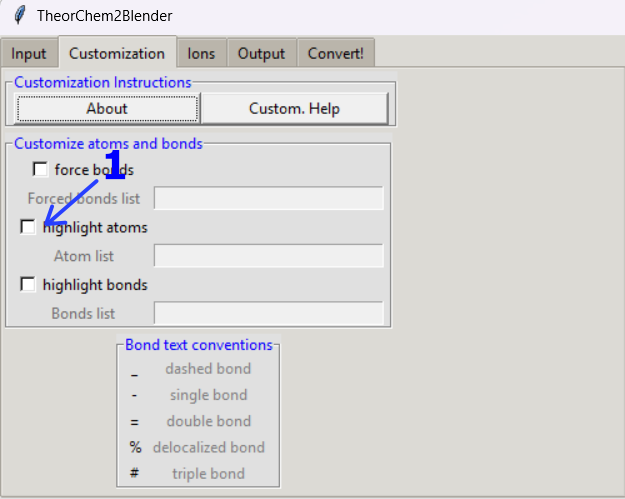 TheorChem2Blender
Input Customization Ions Output Convert!
Customization Instructions
About Custom. Help
Customize atoms and bonds
1
force bonds
Forced bonds list
highlight atoms
Atom list
highlight bonds
Bonds list
Bond text conventions
_ dashed bond
- single bond
= double bond
% delocalized bond
# triple bond